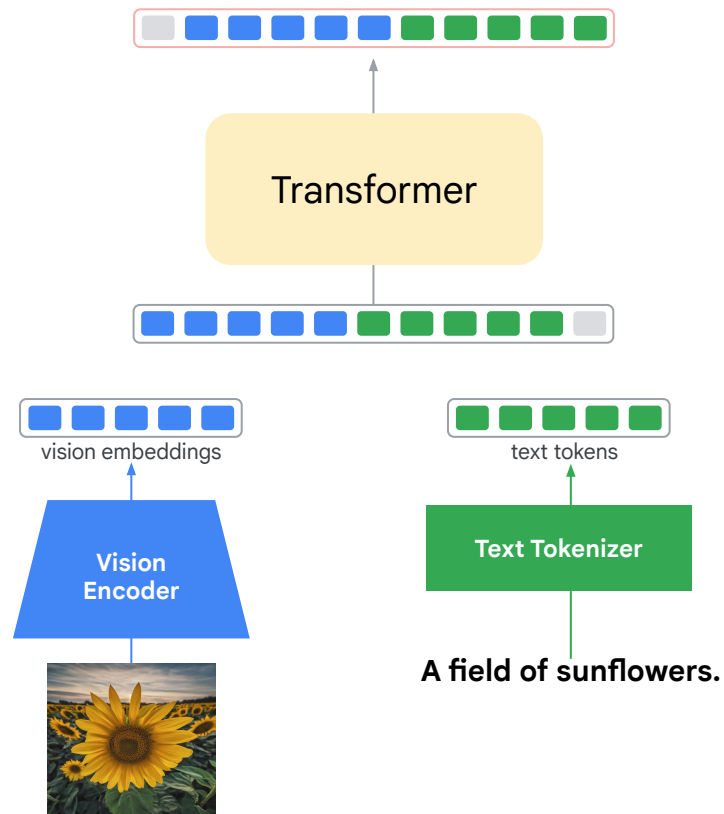 Transformer
vision embeddings
text tokens
Vision
Encoder
Text Tokenizer
A field of sunflowers.